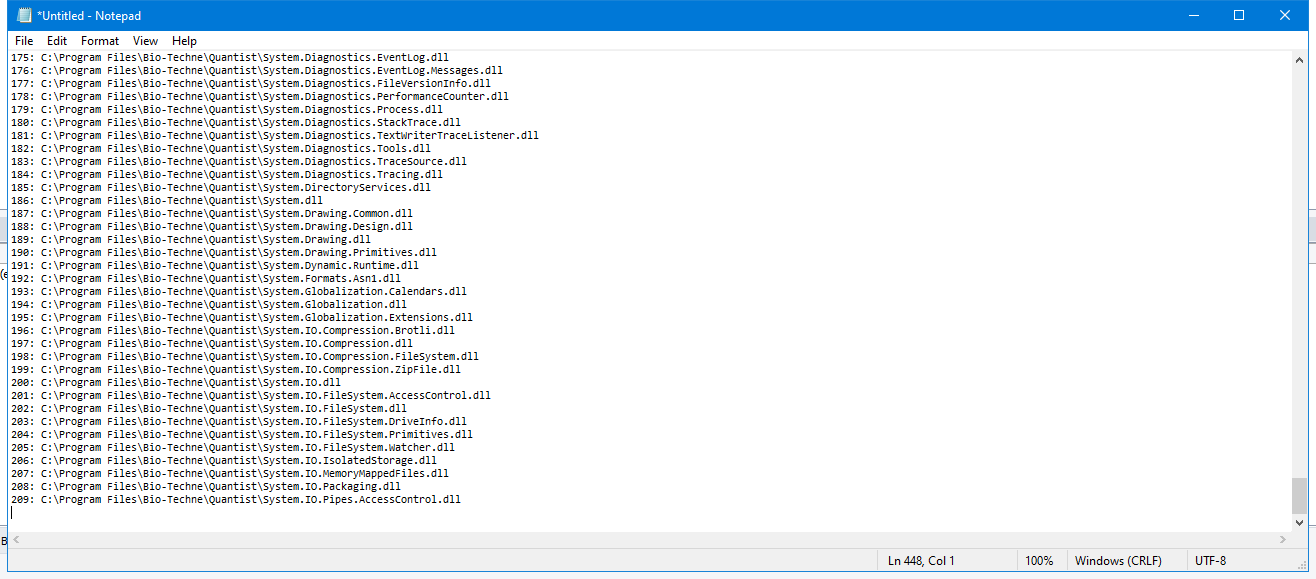 *Untitled - Notepad
File Edit Format View Help
175: C:\Program Files\Bio-Techne\Quantist\System.Diagnostics.EventLog.dll
176: C:\Program Files\Bio-Techne\Quantist\System.Diagnostics.EventLog.Messages.dll
177: C:\Program Files\Bio-Techne\Quantist\System.Diagnostics.FileVersionInfo.dll
178: C:\Program Files\Bio-Techne\Quantist\System.Diagnostics.PerformanceCounter.dll
179: C:\Program Files\Bio-Techne\Quantist\System.Diagnostics.Process.dll
180: C:\Program Files\Bio-Techne\Quantist\System.Diagnostics.StackTrace.dll
181: C:\Program Files\Bio-Techne\Quantist\System.Diagnostics.TextWriterTraceListener.dll
182: C:\Program Files\Bio-Techne\Quantist\System.Diagnostics.Tools.dll
183: C:\Program Files\Bio-Techne\Quantist\System.Diagnostics.TraceSource.dll
184: C:\Program Files\Bio-Techne\Quantist\System.Diagnostics.Tracing.dll
185: C:\Program Files\Bio-Techne\Quantist\System.DirectoryServices.dll
186: C:\Program Files\Bio-Techne\Quantist\System.dll
187: C:\Program Files\Bio-Techne\Quantist\System.Drawing.Common.dll
188: C:\Program Files\Bio-Techne\Quantist\System.Drawing.Design.dll
189: C:\Program Files\Bio-Techne\Quantist\System.Drawing.dll
190: C:\Program Files\Bio-Techne\Quantist\System.Drawing.Primitives.dll
191: C:\Program Files\Bio-Techne\Quantist\System.Dynamic.Runtime.dll
192: C:\Program Files\Bio-Techne\Quantist\System.Formats.Asn1.dll
193: C:\Program Files\Bio-Techne\Quantist\System.Globalization.Calendars.dll
194: C:\Program Files\Bio-Techne\Quantist\System.Globalization.dll
195: C:\Program Files\Bio-Techne\Quantist\System.Globalization.Extensions.dll
196: C:\Program Files\Bio-Techne\Quantist\System.IO.Compression.Brotli.dll
197: C:\Program Files\Bio-Techne\Quantist\System.IO.Compression.dll
198: C:\Program Files\Bio-Techne\Quantist\System.IO.Compression.FileSystem.dll
199: C:\Program Files\Bio-Techne\Quantist\System.IO.Compression.ZipFile.dll
200: C:\Program Files\Bio-Techne\Quantist\System.IO.dll
201: C:\Program Files\Bio-Techne\Quantist\System.IO.FileSystem.AccessControl.dll
202: C:\Program Files\Bio-Techne\Quantist\System.IO.FileSystem.dll
203: C:\Program Files\Bio-Techne\Quantist\System.IO.FileSystem.DriveInfo.dll
204: C:\Program Files\Bio-Techne\Quantist\System.IO.FileSystem.Primitives.dll
205: C:\Program Files\Bio-Techne\Quantist\System.IO.FileSystem.Watcher.dll
206: C:\Program Files\Bio-Techne\Quantist\System.IO.IsolatedStorage.dll
207: C:\Program Files\Bio-Techne\Quantist\System.IO.MemoryMappedFiles.dll
208: C:\Program Files\Bio-Techne\Quantist\System.IO.Packaging.dll
209: C:\Program Files\Bio-Techne\Quantist\System.IO.Pipes.AccessControl.dll
Ln 448, Col 1 100% Windows (CRLF) UTF-8